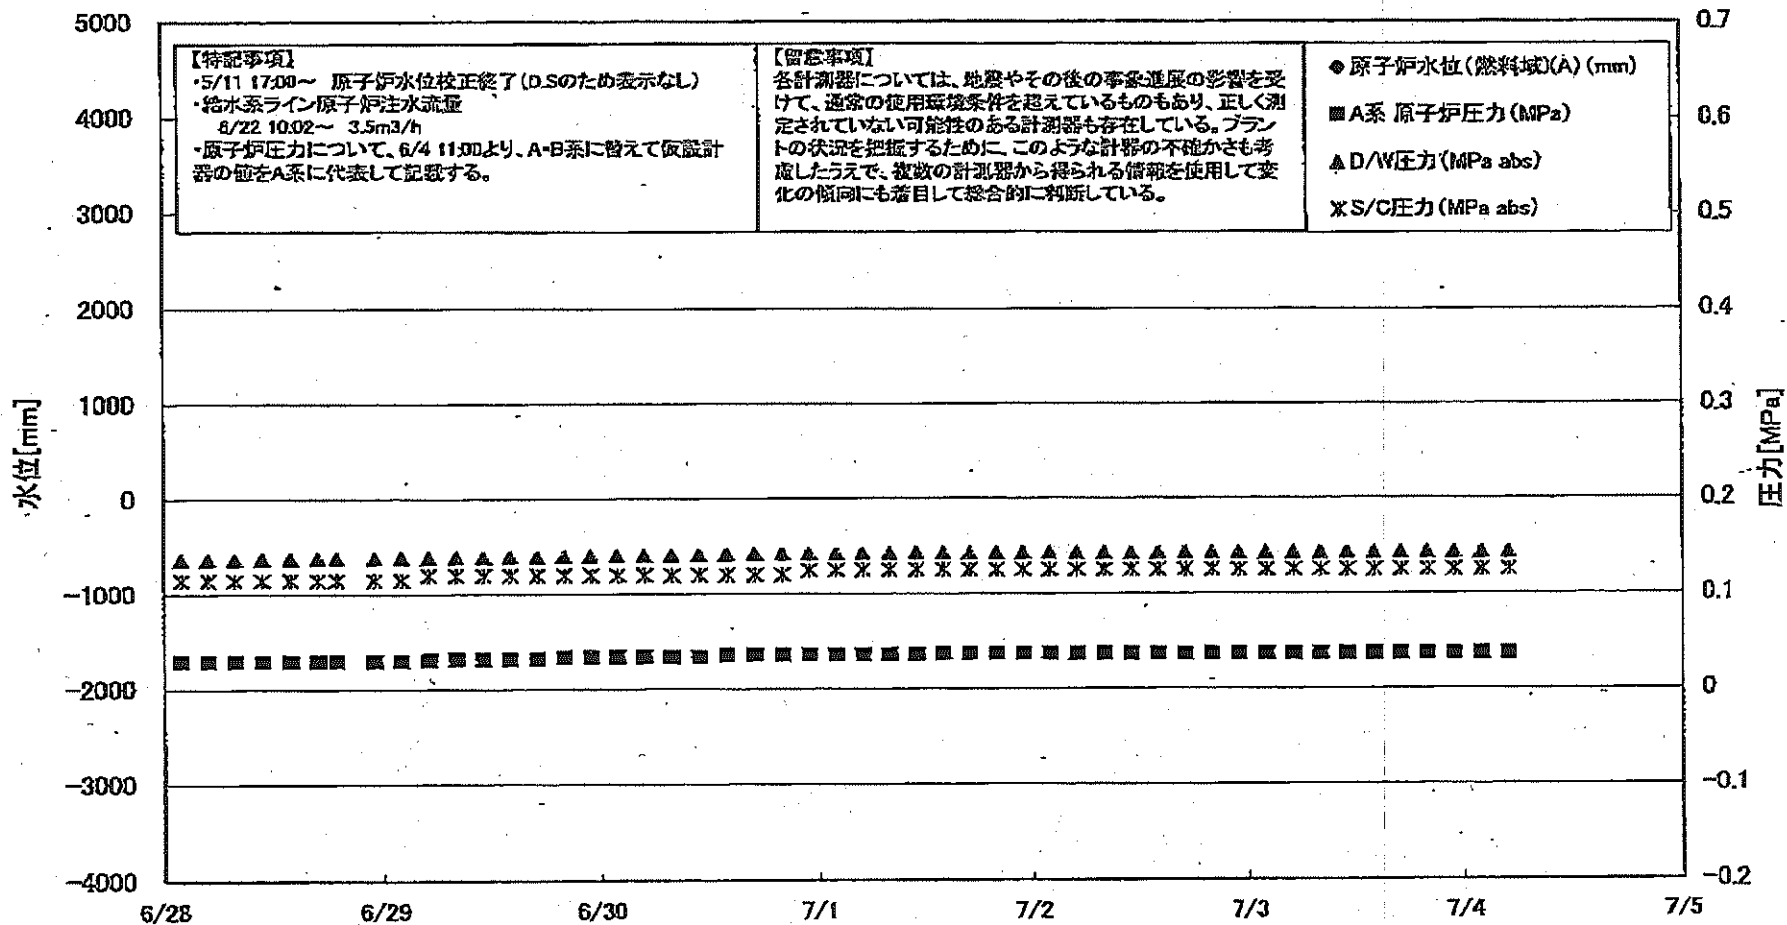 5000
4000
3000
2000
1000
0
-1000
-2000
-3000
-4000
水位[mm]
【特記事項】
・5/11 17:00～ 原子炉水位校正終了(D.Sのため表示なし)
・給水系ライン原子炉注水流量
6/22 10:02～ 3.5m3/h
・原子炉圧力について、6/4 11:00より、A・B系に替えて仮設計
器の値をA系に代表して記載する。
【留意事項】
各計測器については、地震やその後の事象進展の影響を受
けて、通常の使用環境条件を超えているものもあり、正しく測
定されていない可能性のある計測器も存在している。プラン
トの状況を把握するために、このような計器の不確かさも考
慮したうえで、複数の計測器から得られる情報を使用して変
化の傾向にも着目して総合的に判断している。
原子炉水位(燃料域)(A) (mm)
A系 原子炉圧力(MPa)
D/W圧力(MPa abs)
S/C圧力(MPa abs)
0.7
0.6
0.5
0.4
0.3
0.2
0.1
0
-0.1
-0.2
圧力[MPa]
6/28 6/29 6/30 7/1 7/2 7/3 7/4 7/5